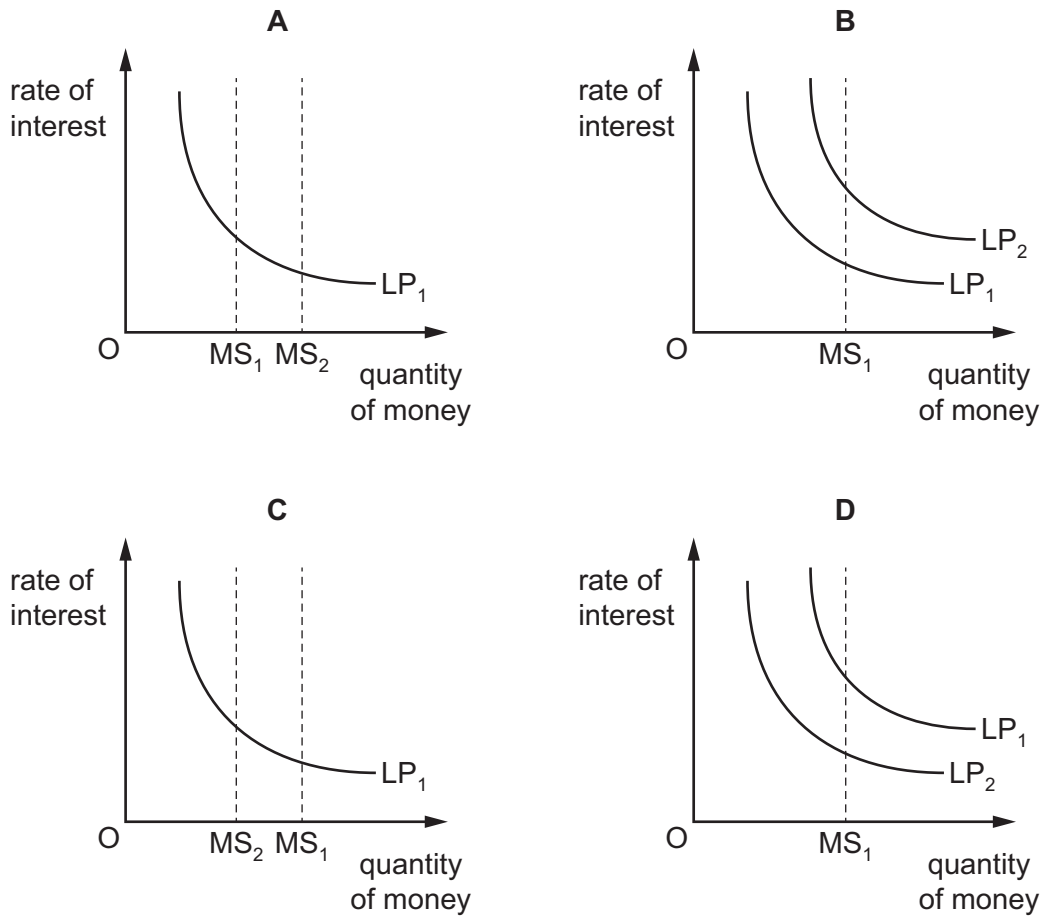 A
rate of
interest
LP1
O
MS1 MS2
quantity
of money
B
rate of
interest
LP2
LP1
O
MS1
quantity
of money
C
rate of
interest
LP1
O
MS2 MS1
quantity
of money
D
rate of
interest
LP1
LP2
O
MS1
quantity
of money